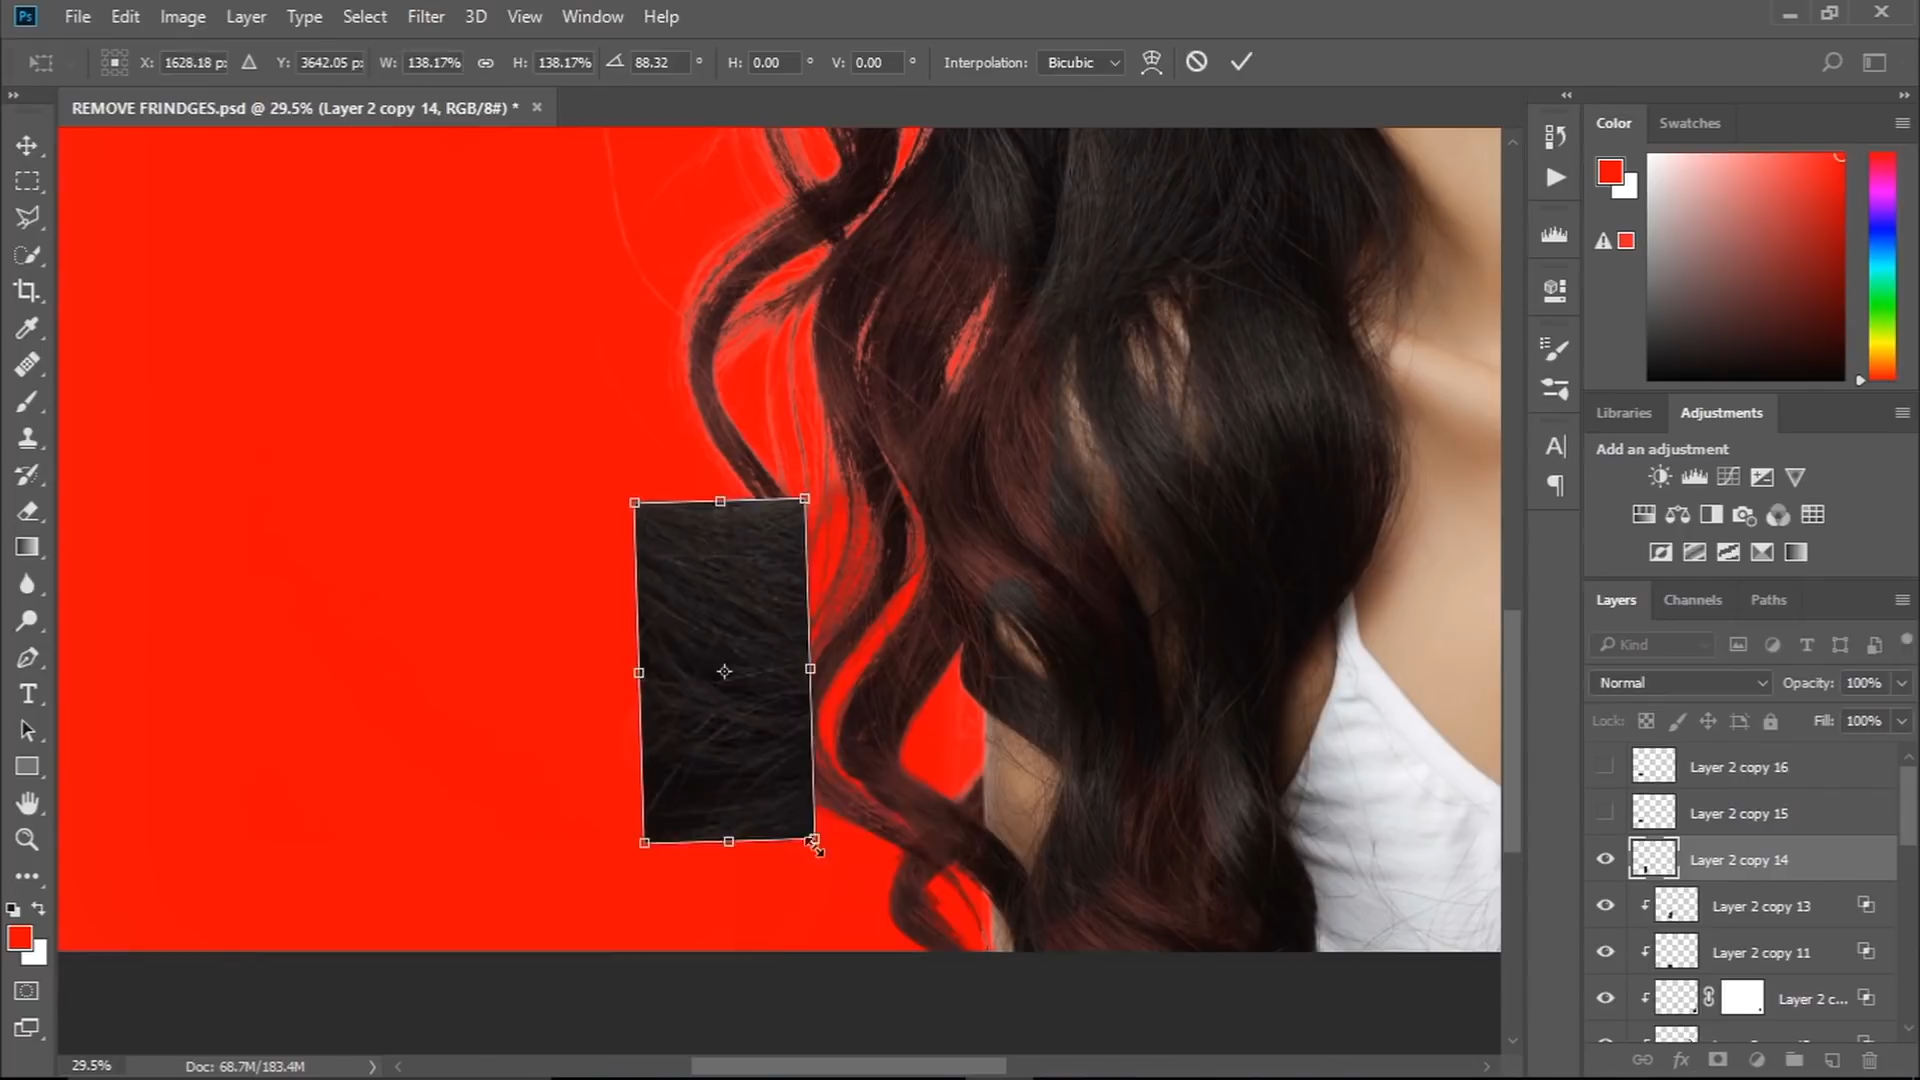 Ps File Edit Image Layer Type Select Filter 3D View Window Help
X: 1628.18 p: Y: 3642.05 p: W: 138.17% H: 138.17% 88.32 ° H: 0.00 ° V: 0.00 ° Interpolation: Bicubic
REMOVE FRINDGES.psd @ 29.5% (Layer 2 copy 14, RGB/8#) * ×
Color Swatches
Libraries Adjustments
Add an adjustment
Layers Channels Paths
Kind
Normal Opacity: 100%
Lock: Fill: 100%
Layer 2 copy 16
Layer 2 copy 15
Layer 2 copy 14
Layer 2 copy 13
Layer 2 copy 11
Layer 2 c...
29.5% Doc: 68.7M/183.4M